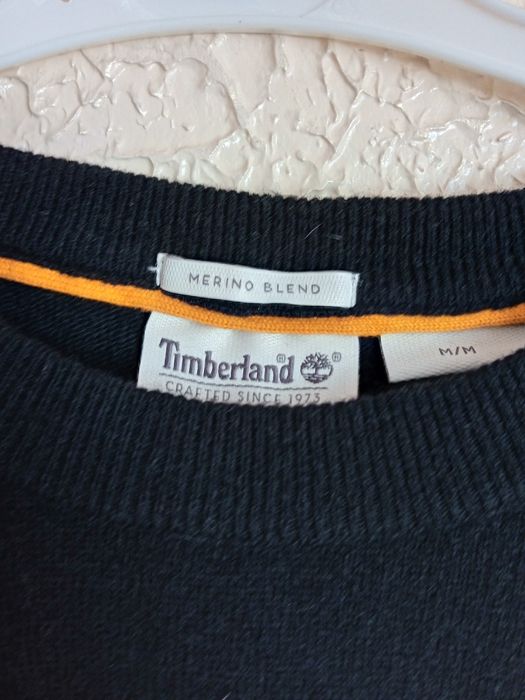 MERINO BLEND
Timberland® ®
CRAFTED SINCE 1973
M/M